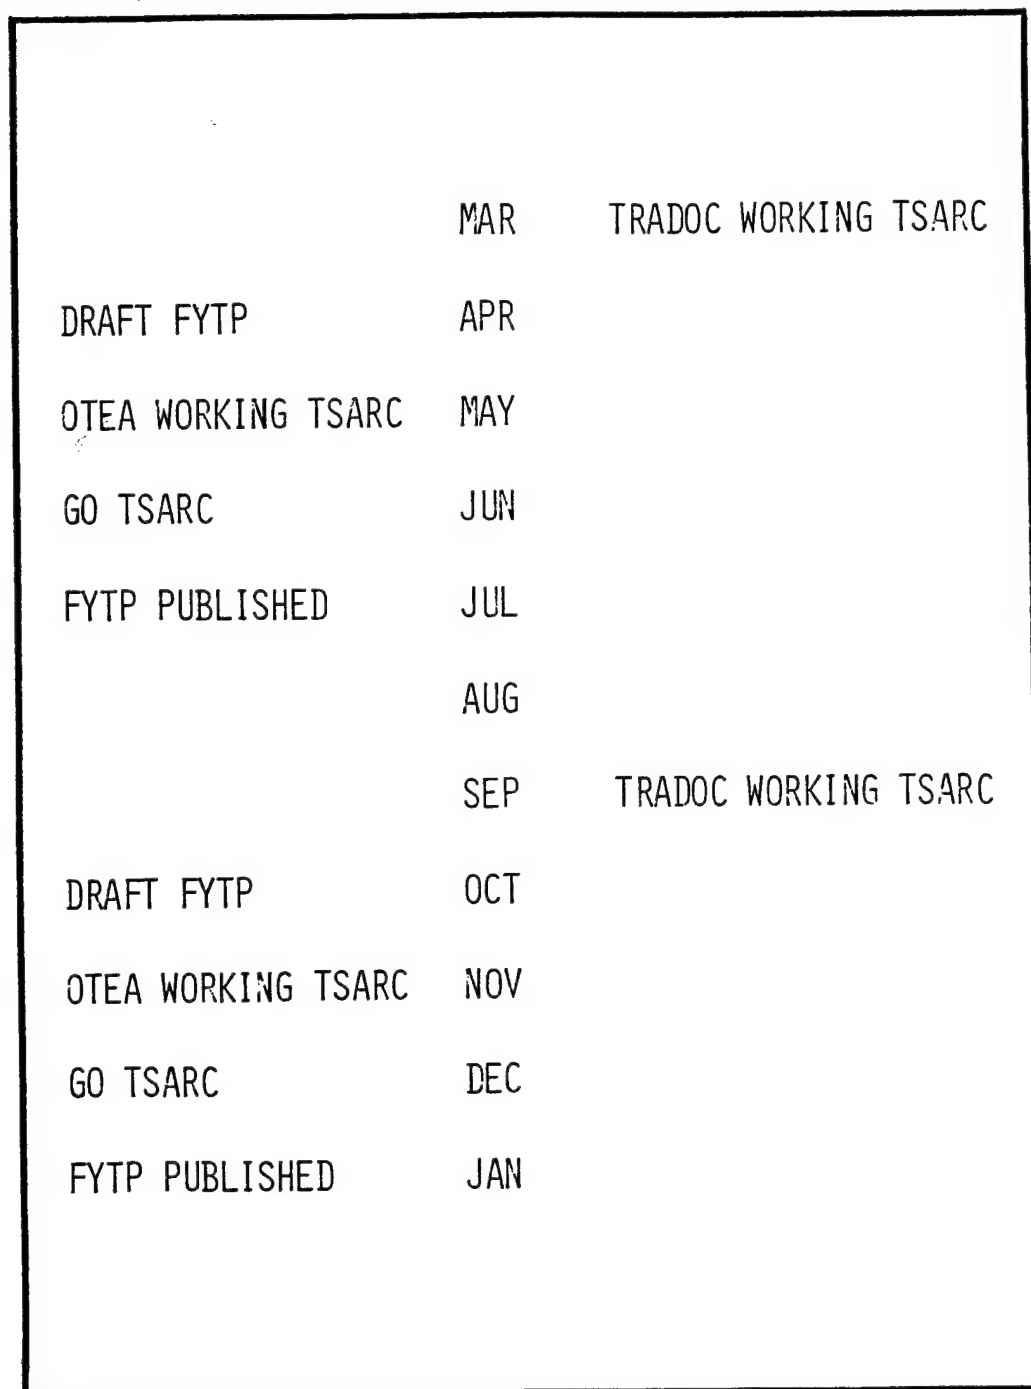 MAR TRADOC WORKING TSARC
DRAFT FYTP APR
OTEA WORKING TSARC MAY
GO TSARC JUN
FYTP PUBLISHED JUL
AUG
SEP TRADOC WORKING TSARC
DRAFT FYTP OCT
OTEA WORKING TSARC NOV
GO TSARC DEC
FYTP PUBLISHED JAN